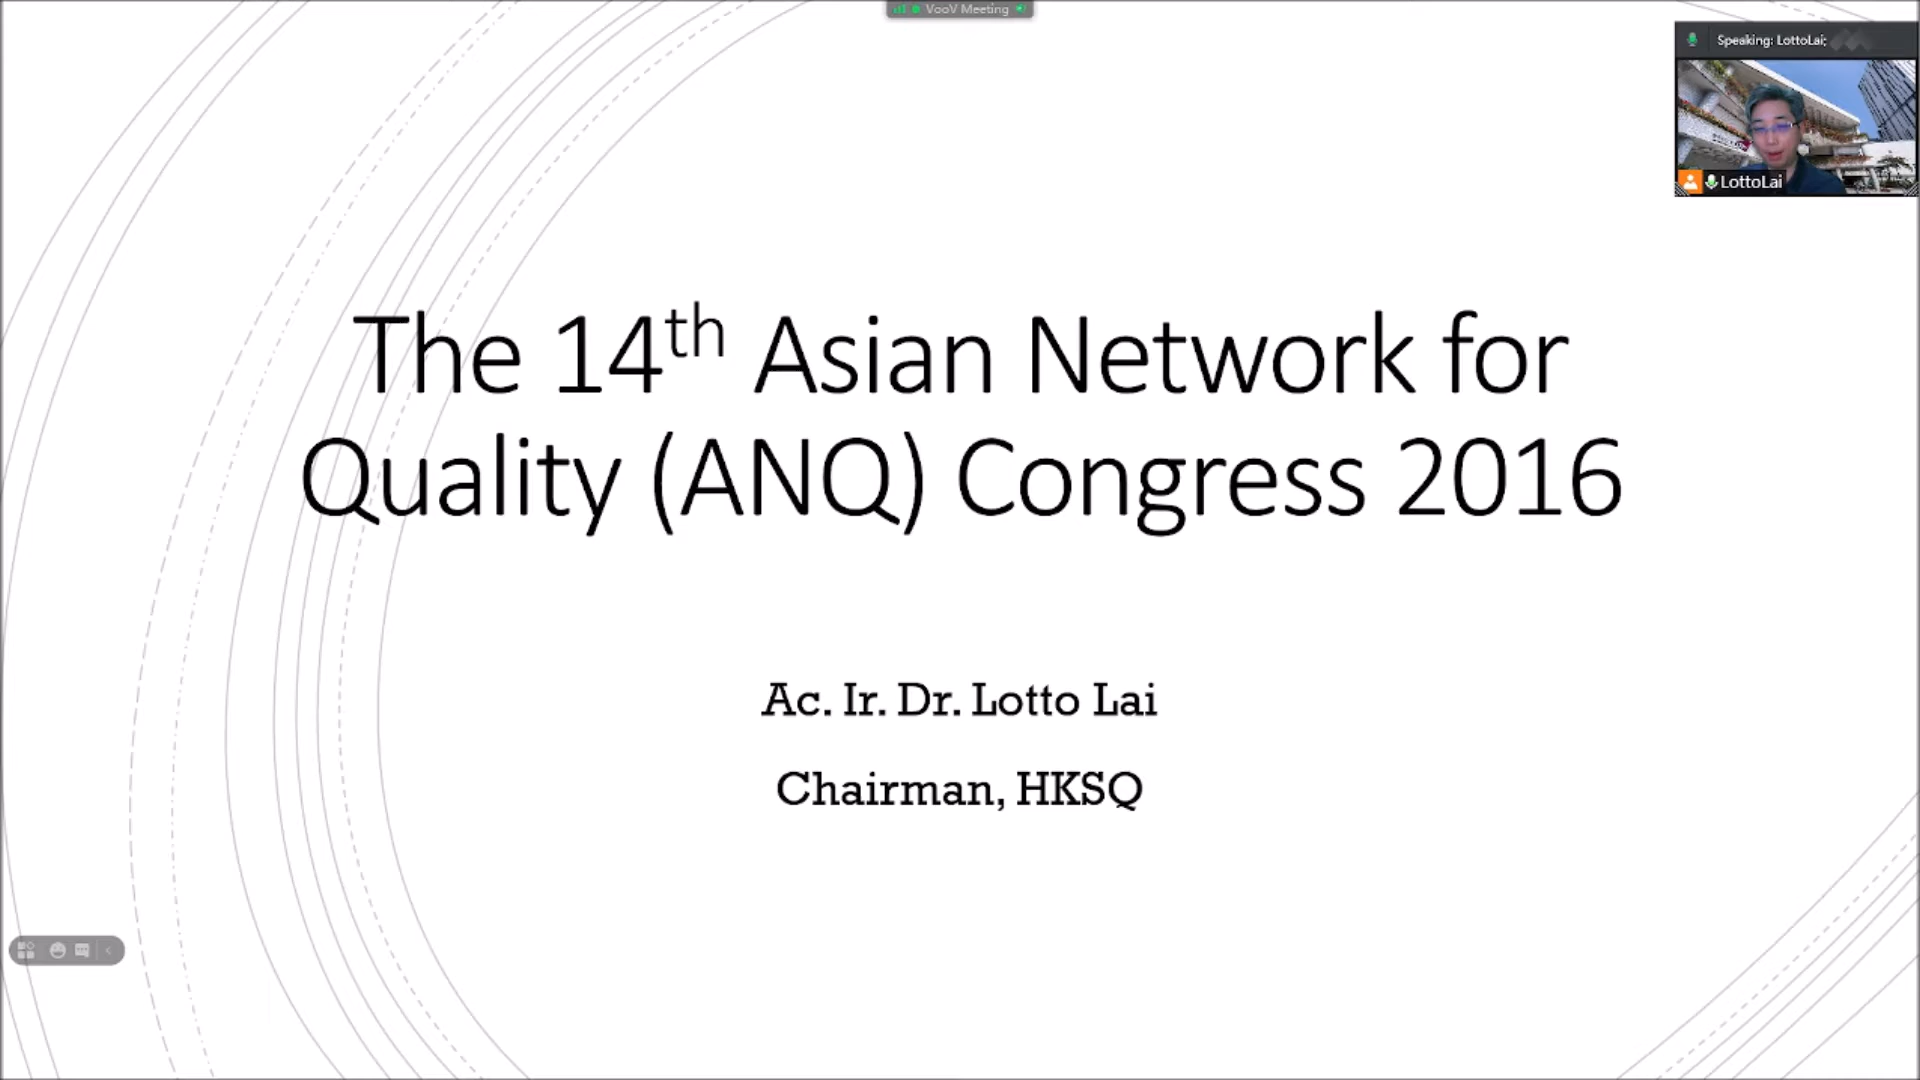 VooV Meeting
Speaking: LottoLai;
LottoLai
The 14th Asian Network for
Quality (ANQ) Congress 2016
Ac. Ir. Dr. Lotto Lai
Chairman, HKSQ